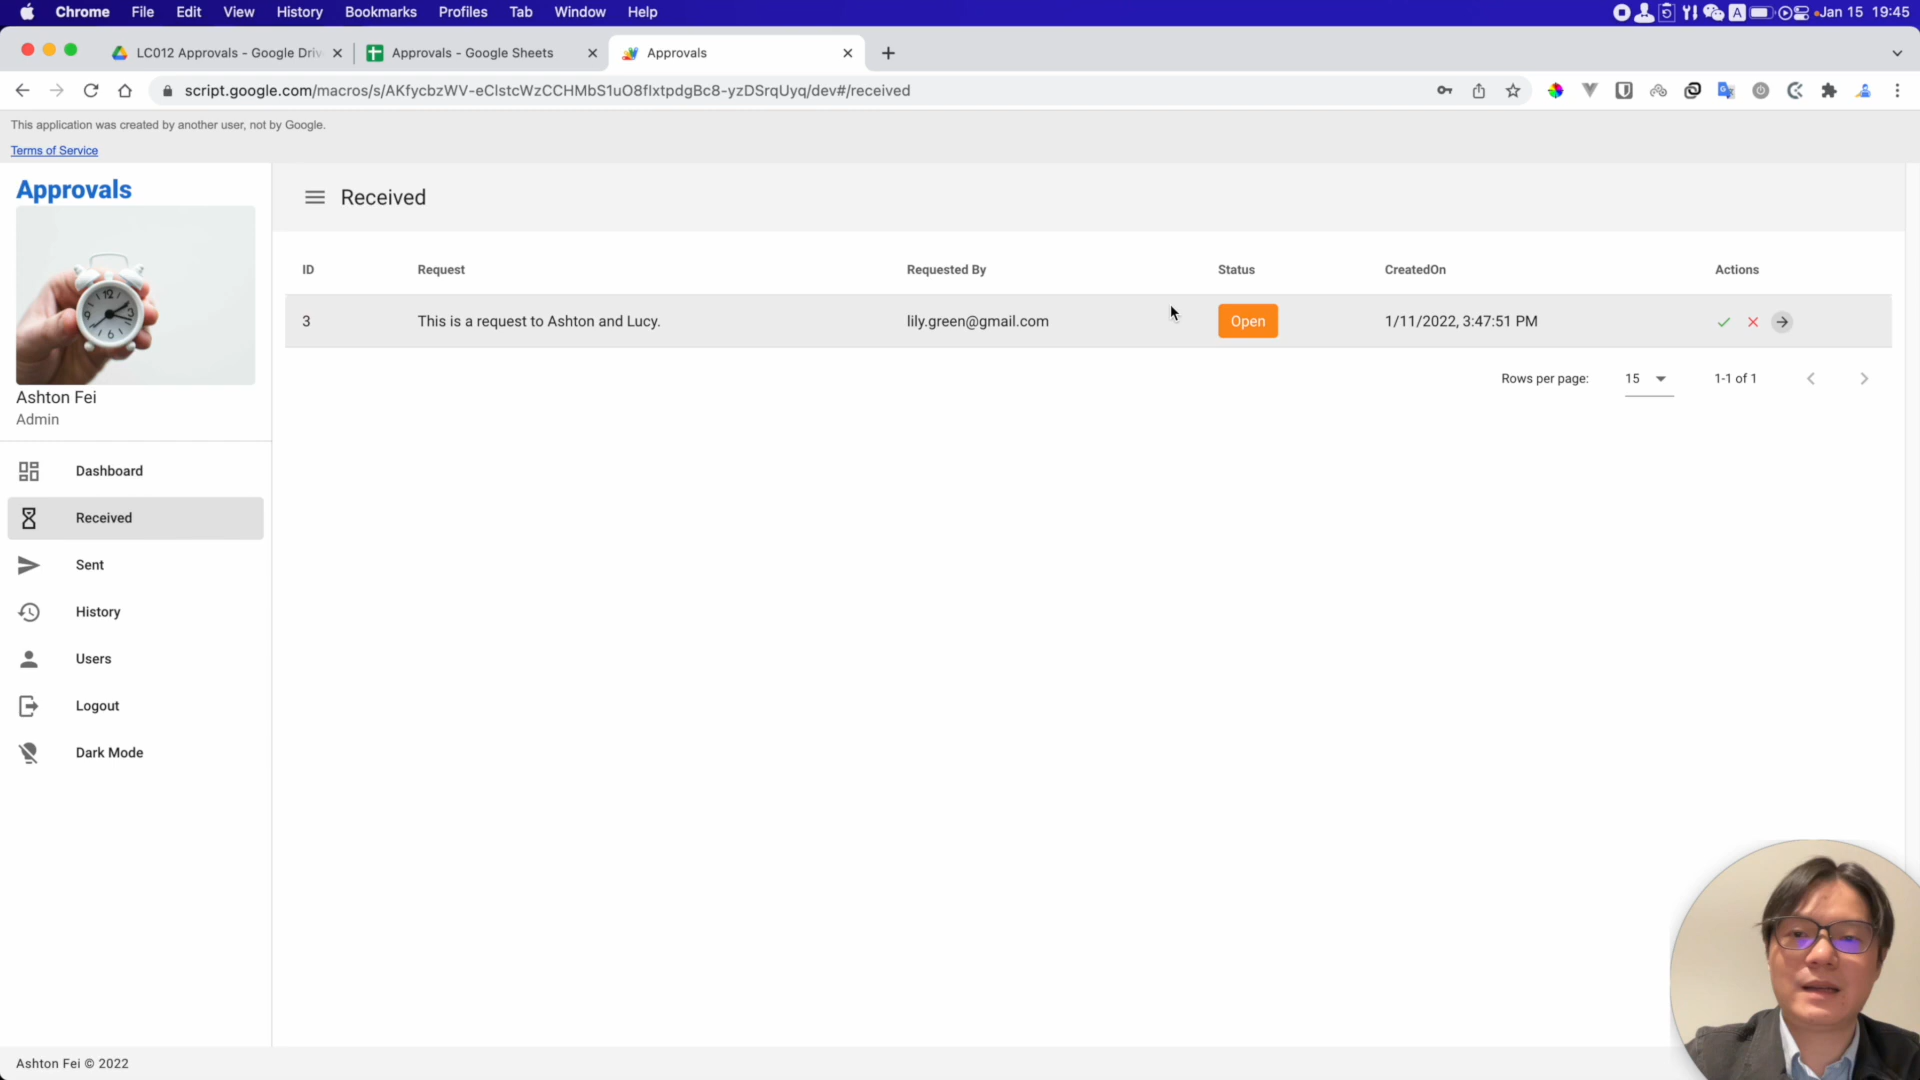 Chrome File Edit View History Bookmarks Profiles Tab Window Help
A Jan 15 19:45
LC012 Approvals - Google Driv
Approvals - Google Sheets
Approvals
script.google.com/macros/s/AKfycbzWV-eClstcWzCCHMbS1uO8fIxtpdgBc8-yzDSrqUyq/dev#/received
This application was created by another user, not by Google.
Terms of Service
Approvals
Received
ID Request Requested By Status CreatedOn Actions
3 This is a request to Ashton and Lucy. lily.green@gmail.com Open 1/11/2022, 3:47:51 PM
Rows per page: 15 1-1 of 1
Ashton Fei
Admin
Dashboard
Received
Sent
History
Users
Logout
Dark Mode
Ashton Fei © 2022